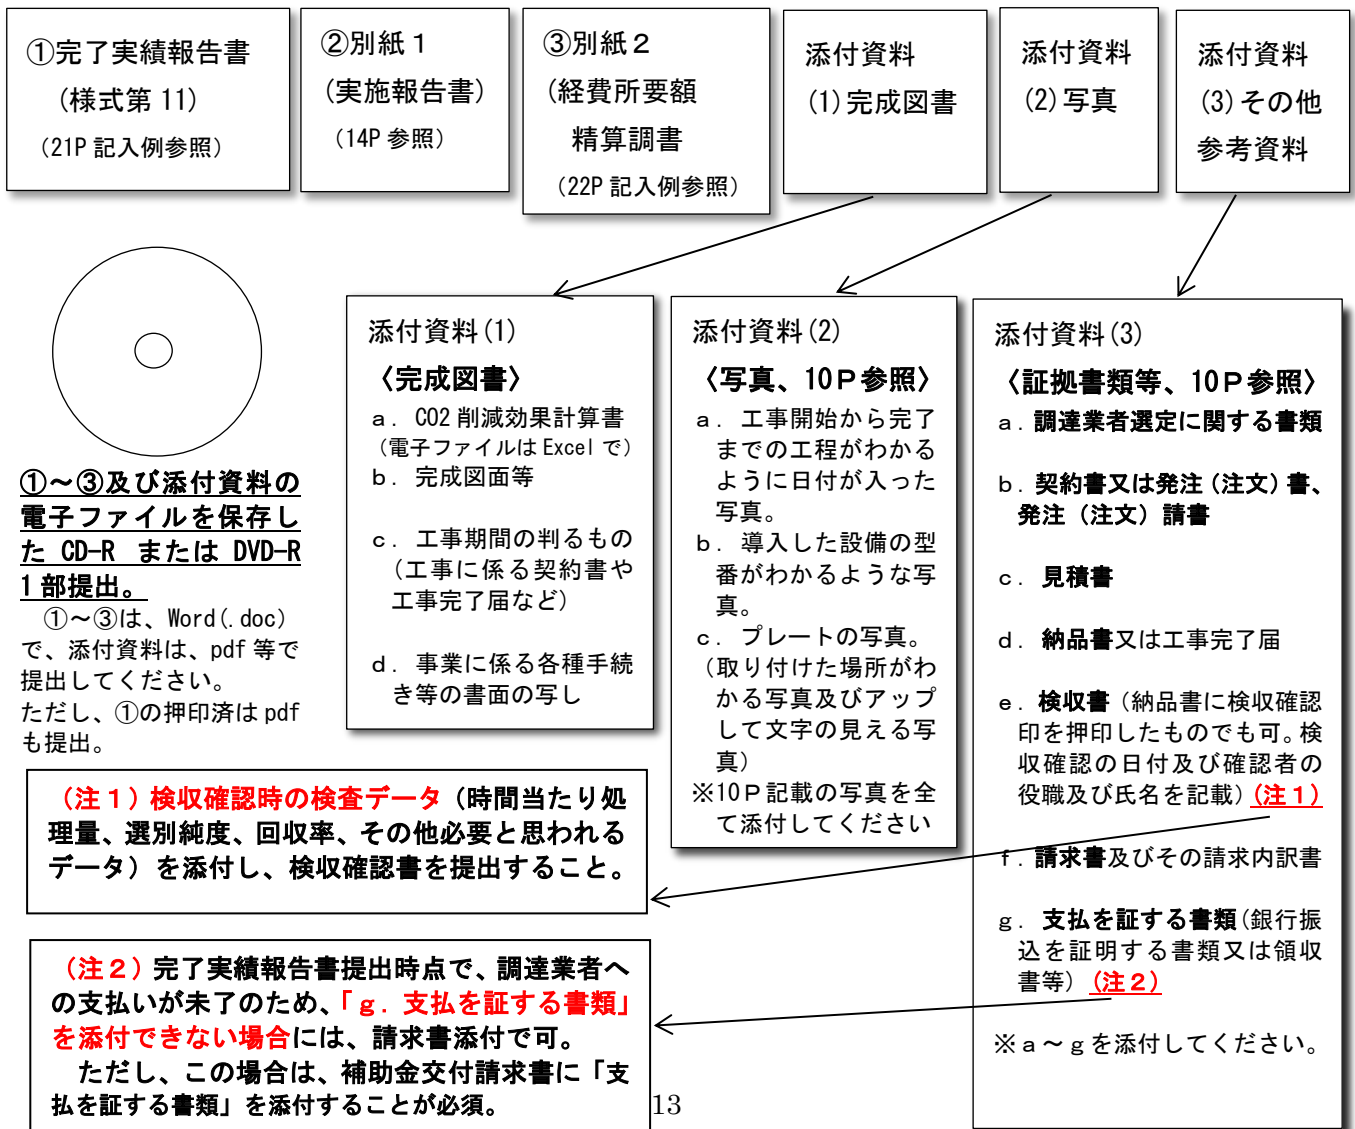 ①完了実績報告書
(様式第 11)
(21P 記入例参照)
②別紙１
(実施報告書)
(14P 参照)
③別紙２
(経費所要額
精算調書
(22P 記入例参照)
添付資料
(1)完成図書
添付資料
(2)写真
添付資料
(3)その他
参考資料
①～③及び添付資料の
電子ファイルを保存し
た CD-R または DVD-R
1 部提出。
①～③は、Word(.doc)
で、添付資料は、pdf 等で
提出してください。
ただし、①の押印済は pdf
も提出。
添付資料(1)
〈完成図書〉
ａ．CO2 削減効果計算書
（電子ファイルは Excel で）
ｂ．完成図面等
ｃ．工事期間の判るもの
（工事に係る契約書や
工事完了届など）
ｄ．事業に係る各種手続
き等の書面の写し
添付資料(2)
〈写真、10Ｐ参照〉
ａ．工事開始から完了
までの工程がわかる
ように日付が入った
写真。
ｂ．導入した設備の型
番がわかるような写
真。
ｃ．プレートの写真。
（取り付けた場所がわ
かる写真及びアップ
して文字の見える写
真）
※10Ｐ記載の写真を全
て添付してください
添付資料(3)
〈証拠書類等、10Ｐ参照〉
ａ．調達業者選定に関する書類
ｂ．契約書又は発注（注文）書、
発注（注文）請書
ｃ．見積書
ｄ．納品書又は工事完了届
ｅ．検収書（納品書に検収確認
印を押印したものでも可。検
収確認の日付及び確認者の
役職及び氏名を記載）（注１）
ｆ．請求書及びその請求内訳書
ｇ．支払を証する書類（銀行振
込を証明する書類又は領収
書等）（注２）
※ａ～ｇを添付してください。
（注１）検収確認時の検査データ（時間当たり処
理量、選別純度、回収率、その他必要と思われる
データ）を添付し、検収確認書を提出すること。
（注２）完了実績報告書提出時点で、調達業者へ
の支払いが未了のため、「ｇ．支払を証する書類」
を添付できない場合には、請求書添付で可。
ただし、この場合は、補助金交付請求書に「支
払を証する書類」を添付することが必須。
13